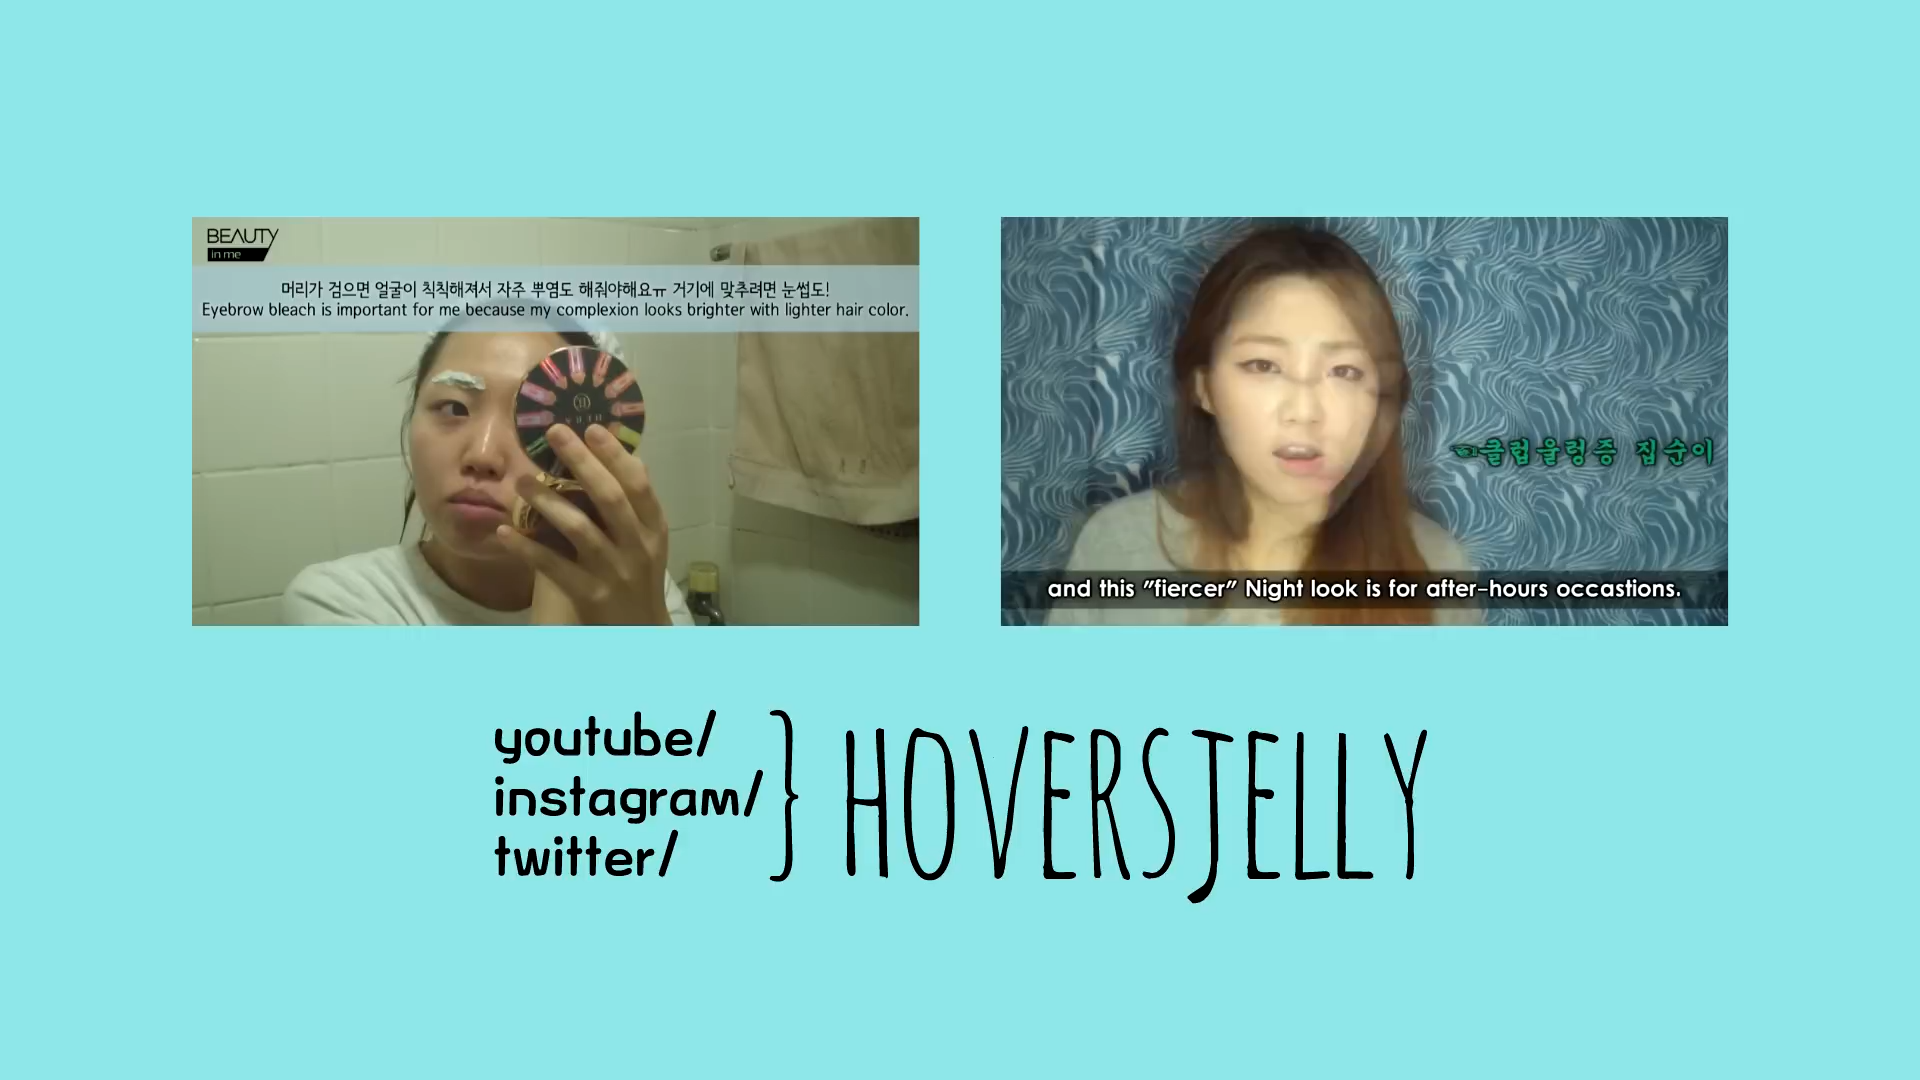 BEAUTY
in me
머리가 검으면 얼굴이 칙칙해져서 자주 뿌염도 해줘야해요ㅠ 거기에 맞추려면 눈썹도!
Eyebrow bleach is important for me because my complexion looks brighter with lighter hair color.
☜클럽울렁증 집순이
and this "fiercer" Night look is for after-hours occastions.
youtube/
instagram/
twitter/
} HOVERSJELLY